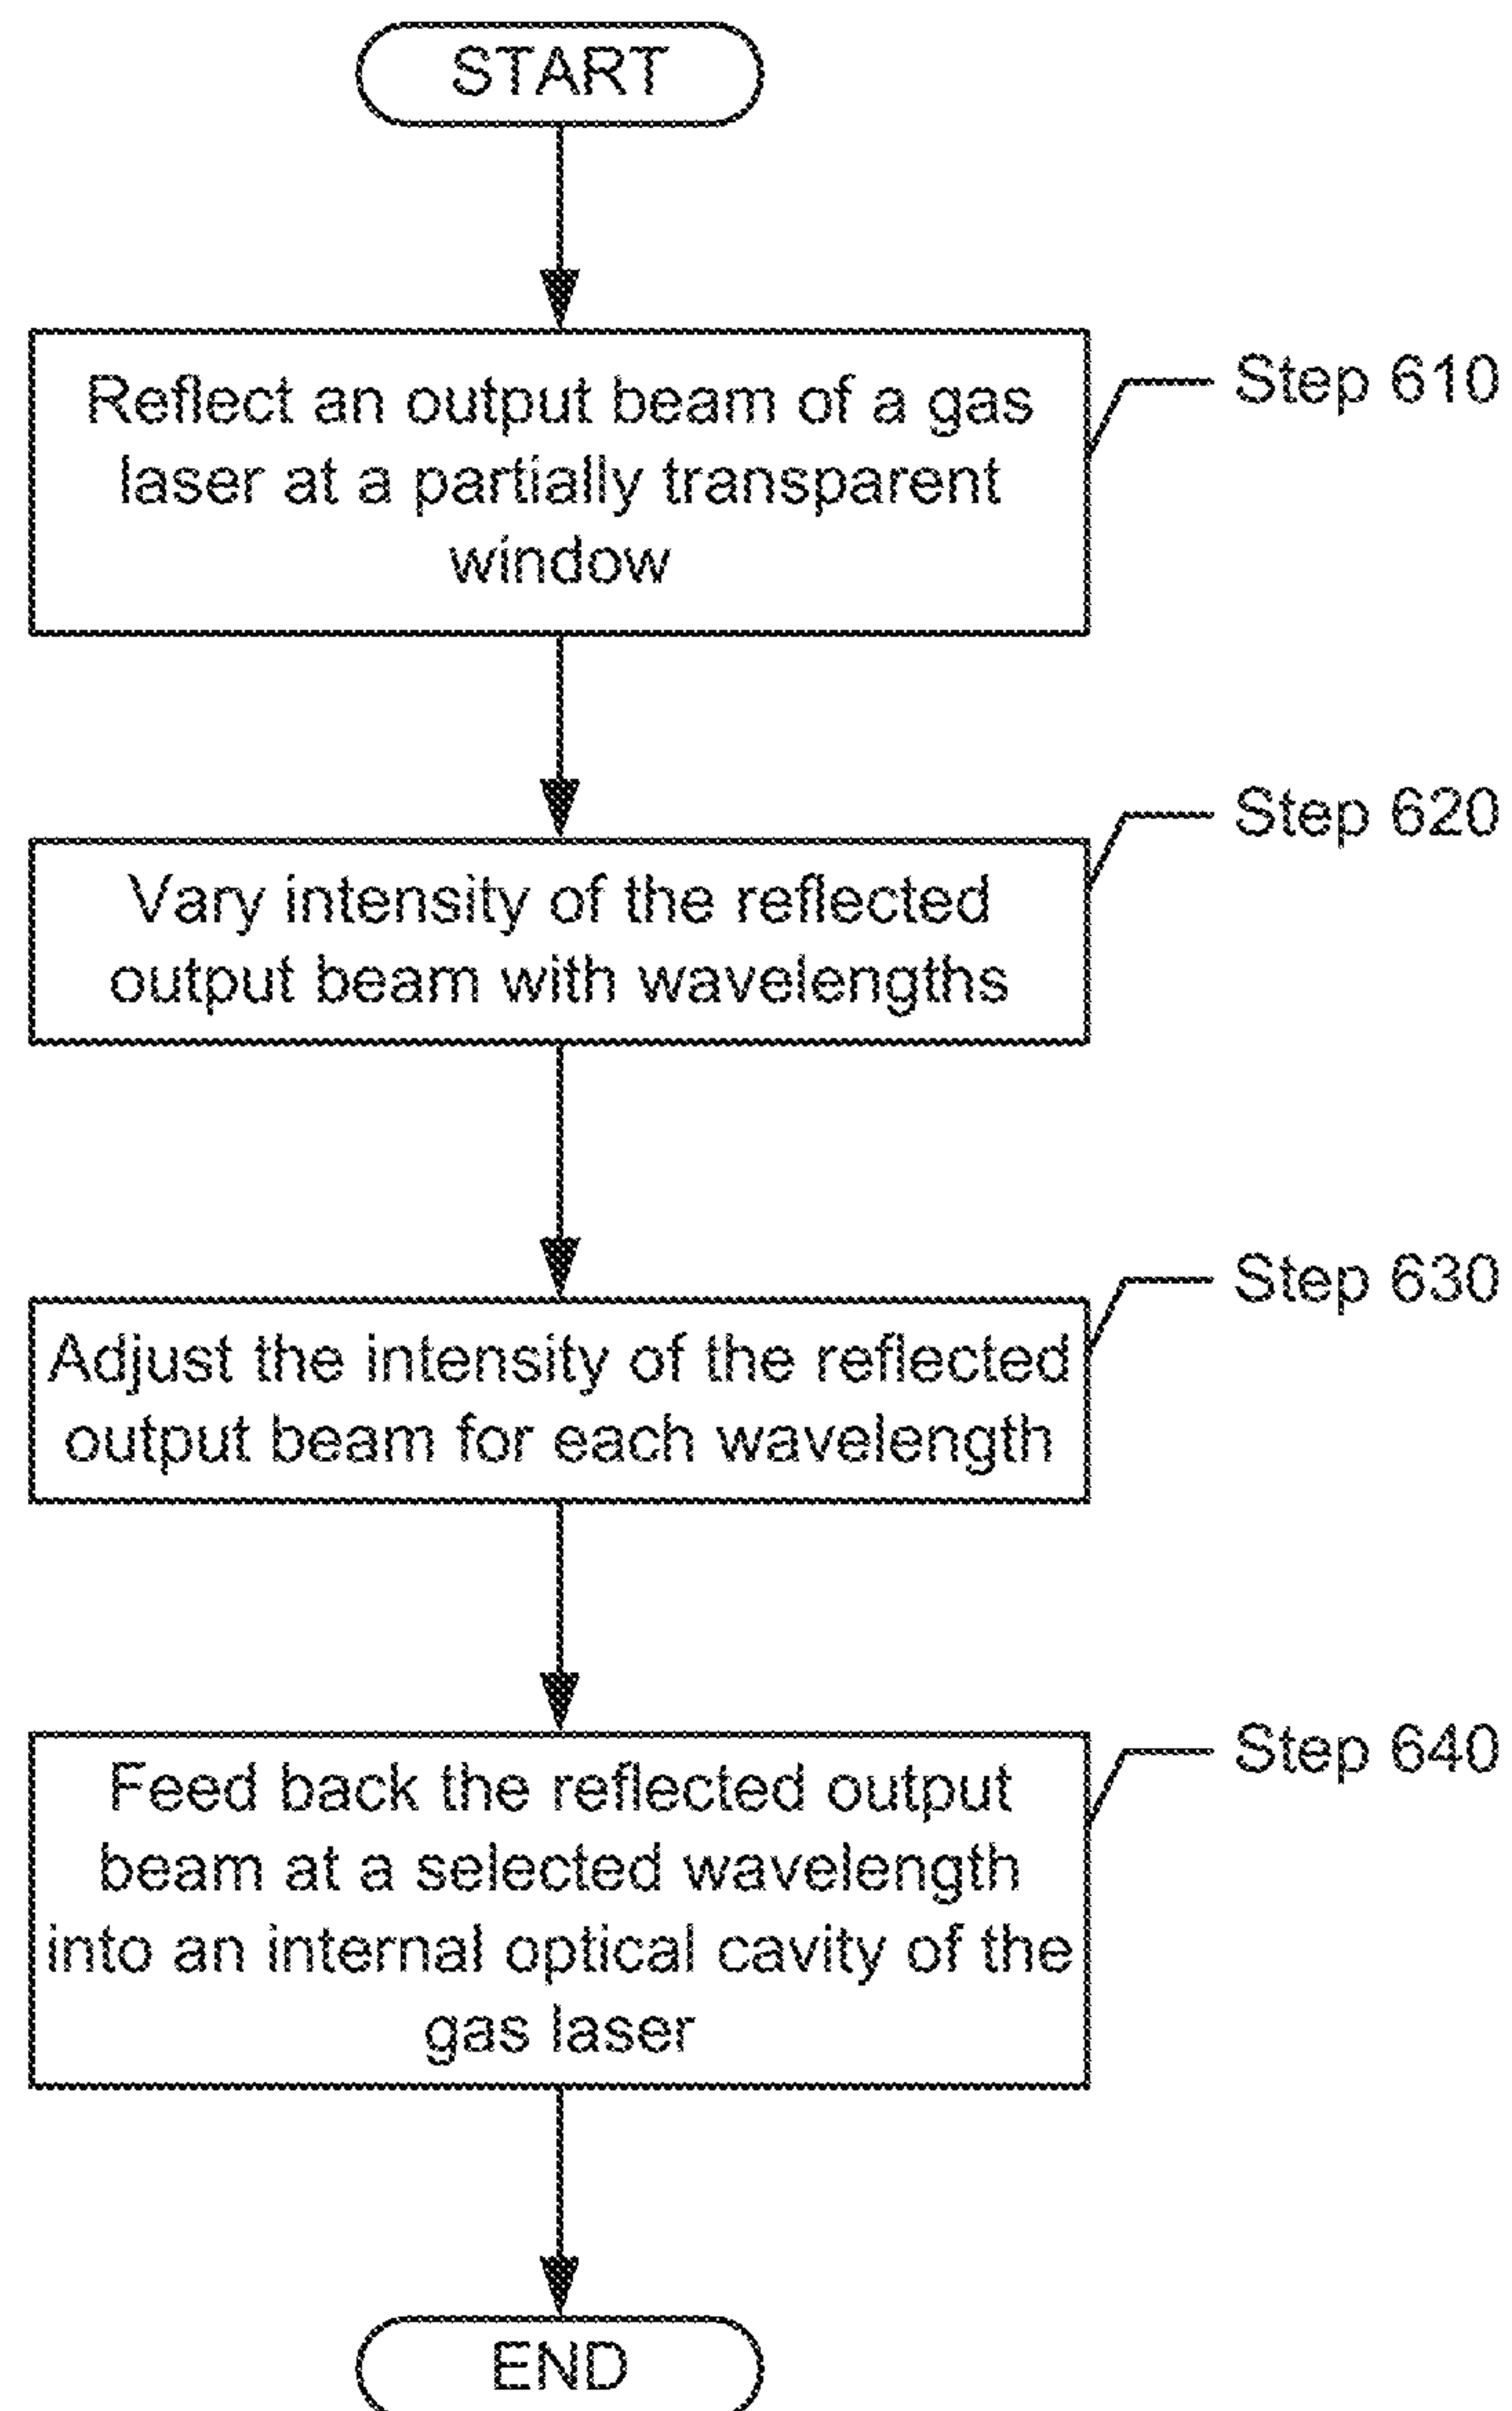 START
Reflect an output beam of a gas
laser at a partially transparent
window
Step 610
Vary intensity of the reflected
output beam with wavelengths
Step 620
Adjust the intensity of the reflected
output beam for each wavelength
Step 630
Feed back the reflected output
beam at a selected wavelength
into an internal optical cavity of the
gas laser
Step 640
END